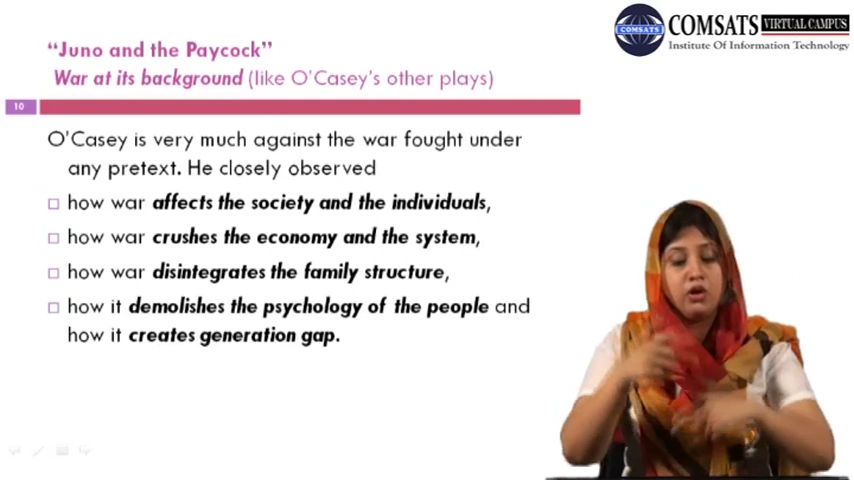 COMSATS VIRTUAL CAMPUS
COMSATS
Institute Of Information Technology
"Juno and the Paycock"
War at its background (like O'Casey's other plays)
10
O'Casey is very much against the war fought under
any pretext. He closely observed
how war affects the society and the individuals,
how war crushes the economy and the system,
how war disintegrates the family structure,
how it demolishes the psychology of the people and
how it creates generation gap.